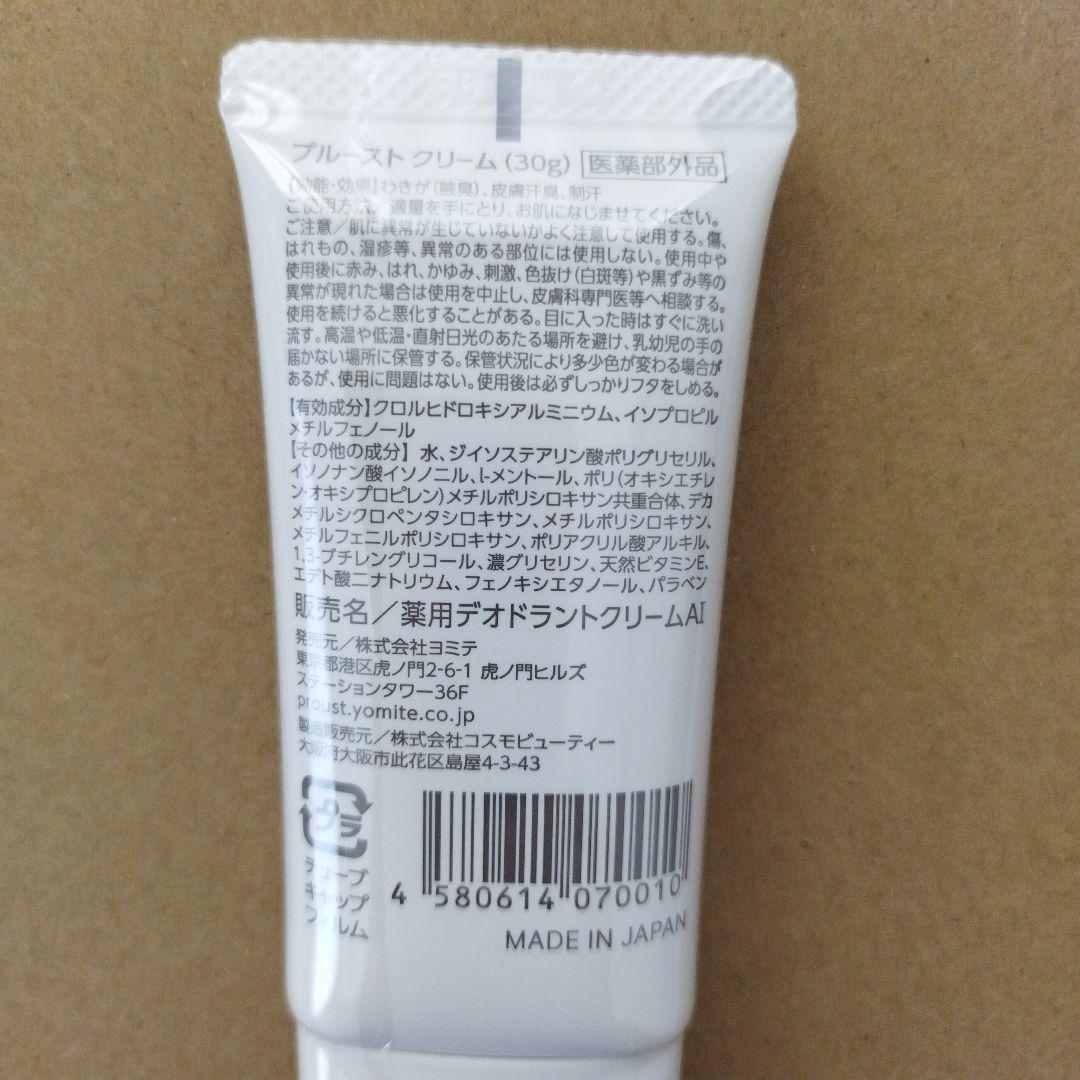 プルースト クリーム (30g) 医薬部外品
【効能・効果】わきが(腋臭)、皮膚汗臭、制汗
ご使用方法／適量を手にとり、お肌になじませてください。
ご注意／肌に異常が生じていないかよく注意して使用する。傷、
はれもの、湿疹等、異常のある部位には使用しない。使用中や
使用後に赤み、はれ、かゆみ、刺激、色抜け(白斑等)や黒ずみ等の
異常が現れた場合は使用を中止し、皮膚科専門医等へ相談する。
使用を続けると悪化することがある。目に入った時はすぐに洗い
流す。高温や低温・直射日光のあたる場所を避け、乳幼児の手の
届かない場所に保管する。保管状況により多少色が変わる場合が
あるが、使用に問題はない。使用後は必ずしっかりフタをしめる。
【有効成分】クロルヒドロキシアルミニウム、イソプロピル
メチルフェノール
【その他の成分】 水、ジイソステアリン酸ポリグリセリル、
イソノナン酸イソノニル、l-メントール、ポリ(オキシエチレ
ン・オキシプロピレン)メチルポリシロキサン共重合体、デカ
メチルシクロペンタシロキサン、メチルポリシロキサン、
メチルフェニルポリシロキサン、ポリアクリル酸アルキル、
1,3-ブチレングリコール、濃グリセリン、天然ビタミンE、
エデト酸二ナトリウム、フェノキシエタノール、パラベン
販売名／薬用デオドラントクリームAI
発売元／株式会社ヨミテ
東京都港区虎ノ門2-6-1 虎ノ門ヒルズ
ステーションタワー36F
proust.yomite.co.jp
製造販売元／株式会社コスモビューティー
大阪府大阪市此花区島屋4-3-43
プラ
チューブ
キャップ
フィルム
4 580614 070010
MADE IN JAPAN